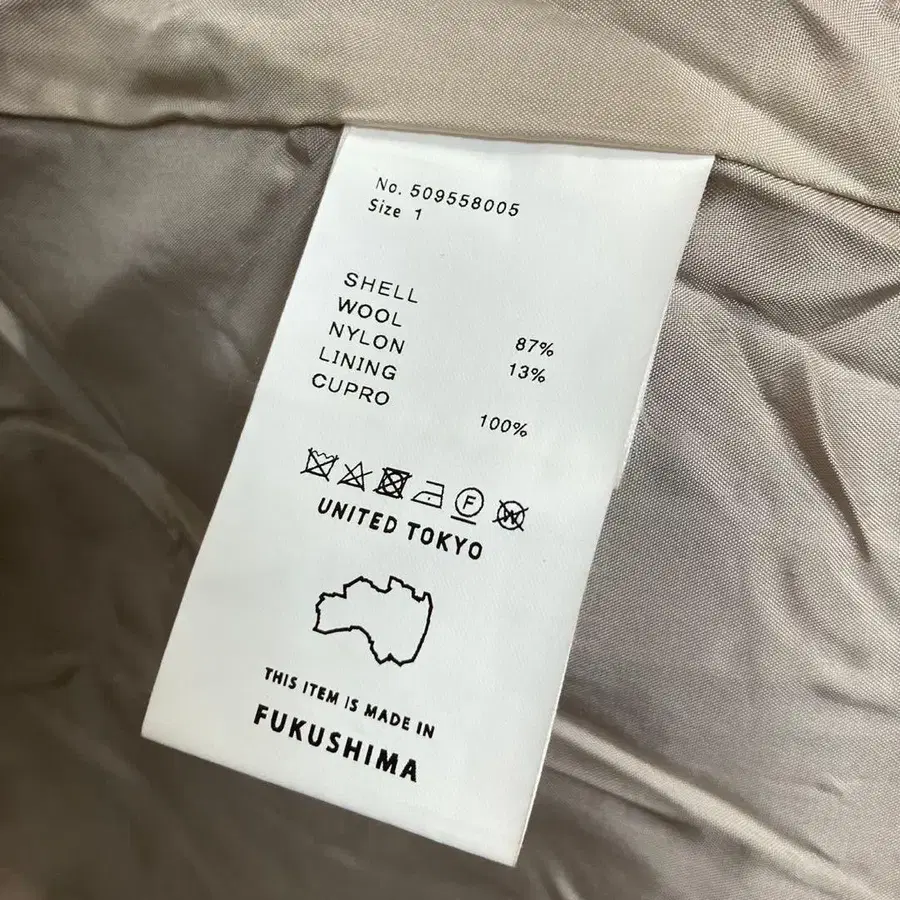 No. 509558005
Size 1
SHELL
WOOL 87%
NYLON 13%
LINING
CUPRO 100%
F
W
UNITED TOKYO
THIS ITEM IS MADE IN
FUKUSHIMA